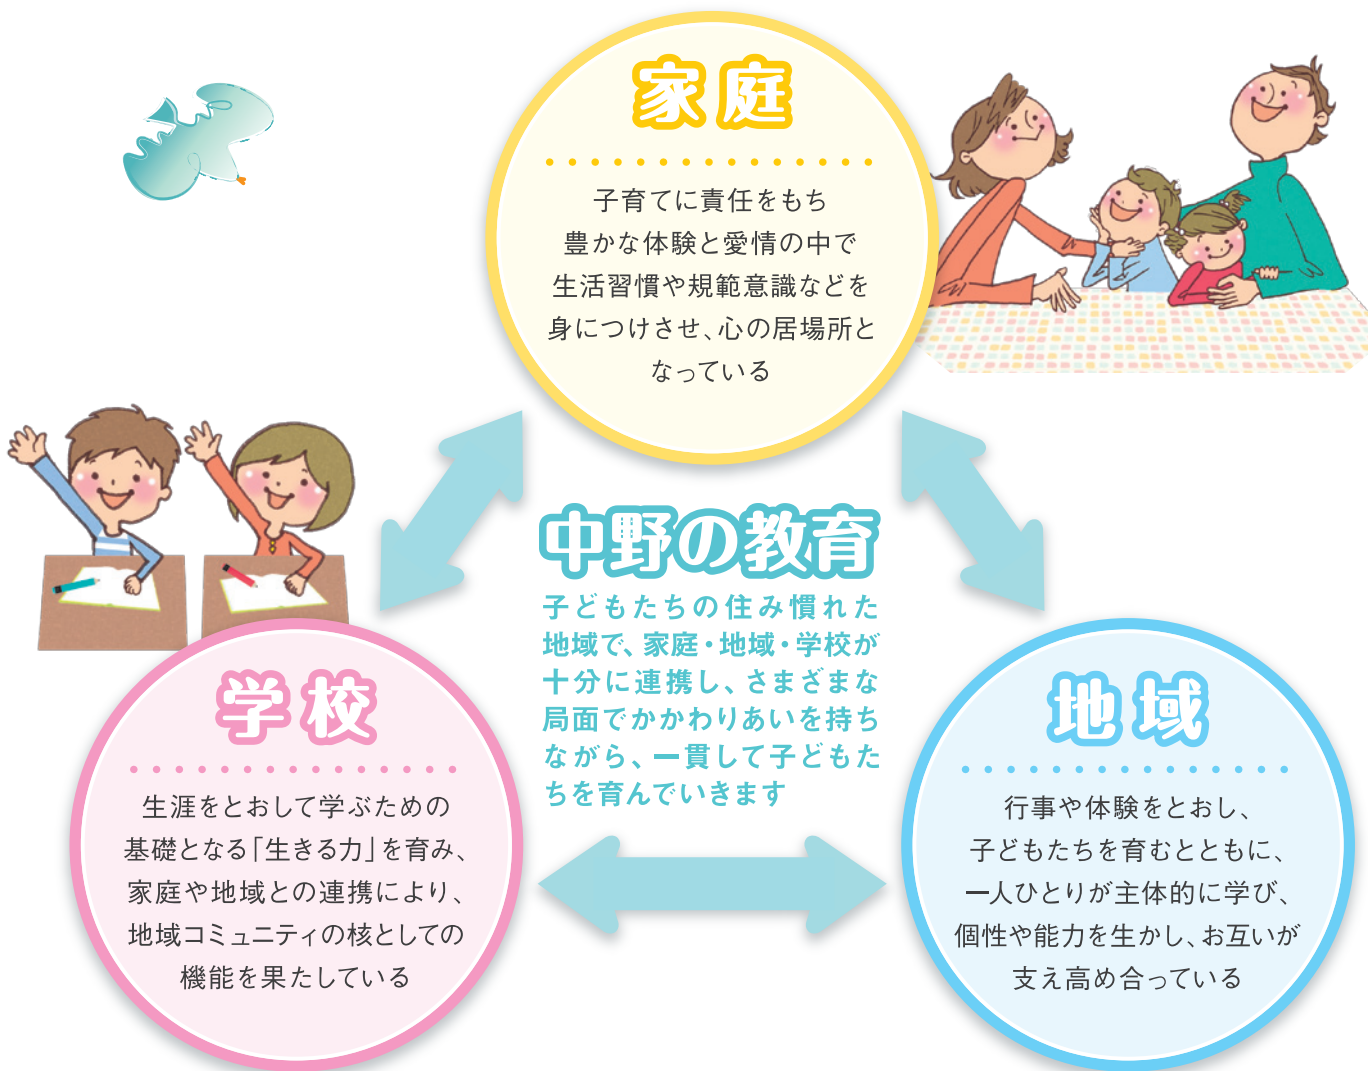 家庭
子育てに責任をもち
豊かな体験と愛情の中で
生活習慣や規範意識などを
身につけさせ、心の居場所と
なっている
中野の教育
子どもたちの住み慣れた
地域で、家庭・地域・学校が
十分に連携し、さまざまな
局面でかかわりあいを持ち
ながら、一貫して子どもた
ちを育んでいきます
学校
生涯をとおして学ぶための
基礎となる「生きる力」を育み、
家庭や地域との連携により、
地域コミュニティの核としての
機能を果たしている
地域
行事や体験をとおし、
子どもたちを育むとともに、
一人ひとりが主体的に学び、
個性や能力を生かし、お互いが
支え高め合っている